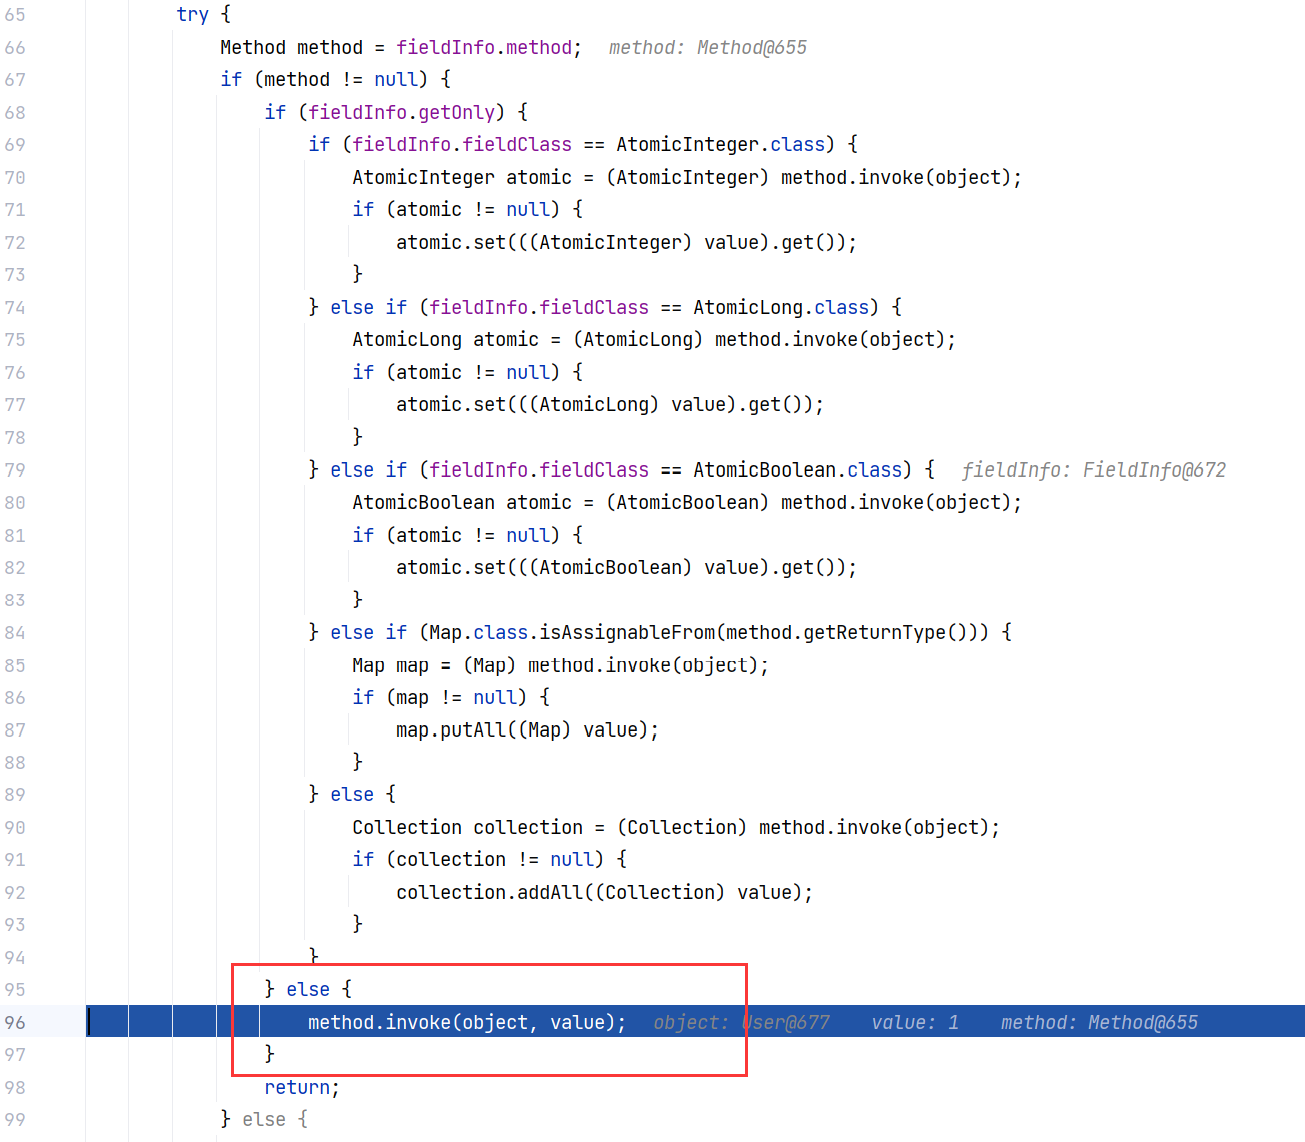 65 try {
66 Method method = fieldInfo.method; method: Method@655
67 if (method != null) {
68 if (fieldInfo.getOnly) {
69 if (fieldInfo.fieldClass == AtomicInteger.class) {
70 AtomicInteger atomic = (AtomicInteger) method.invoke(object);
71 if (atomic != null) {
72 atomic.set(((AtomicInteger) value).get());
73 }
74 } else if (fieldInfo.fieldClass == AtomicLong.class) {
75 AtomicLong atomic = (AtomicLong) method.invoke(object);
76 if (atomic != null) {
77 atomic.set(((AtomicLong) value).get());
78 }
79 } else if (fieldInfo.fieldClass == AtomicBoolean.class) { fieldInfo: FieldInfo@672
80 AtomicBoolean atomic = (AtomicBoolean) method.invoke(object);
81 if (atomic != null) {
82 atomic.set(((AtomicBoolean) value).get());
83 }
84 } else if (Map.class.isAssignableFrom(method.getReturnType())) {
85 Map map = (Map) method.invoke(object);
86 if (map != null) {
87 map.putAll((Map) value);
88 }
89 } else {
90 Collection collection = (Collection) method.invoke(object);
91 if (collection != null) {
92 collection.addAll((Collection) value);
93 }
94 }
95 } else {
96 method.invoke(object, value); object: User@677 value: 1 method: Method@655
97 }
98 return;
99 } else {